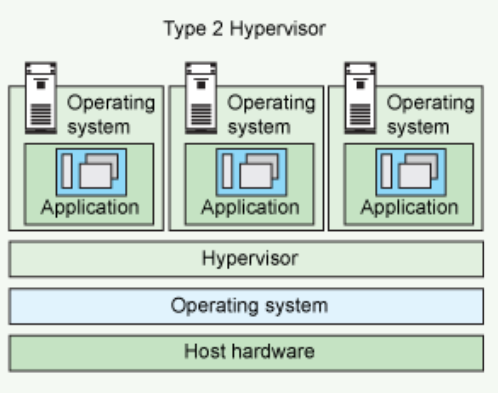 Type 2 Hypervisor
Operating
system
Application
Operating
system
Application
Operating
system
Application
Hypervisor
Operating system
Host hardware